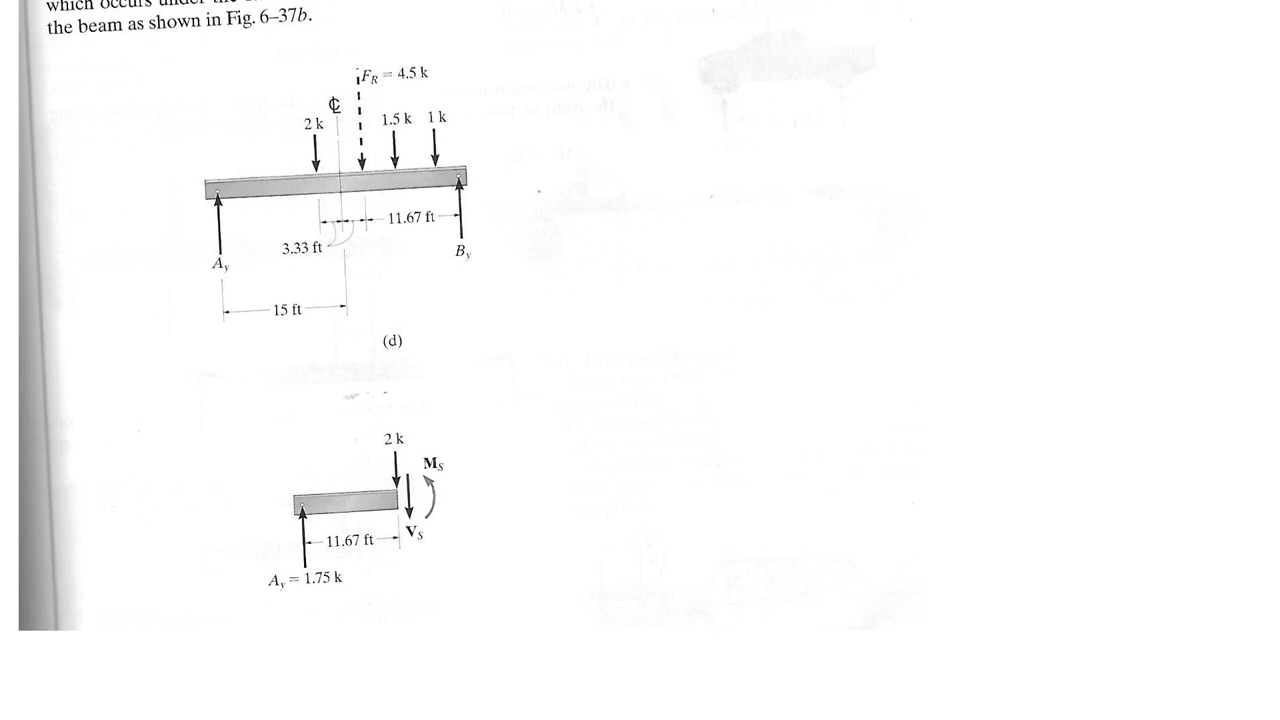 the beam as shown in Fig. 6–37b.
F_R = 4.5 k
℄
2 k
1.5 k 1 k
11.67 ft
3.33 ft
A_y
B_y
15 ft
(d)
2 k
M_S
11.67 ft
V_S
A_y = 1.75 k